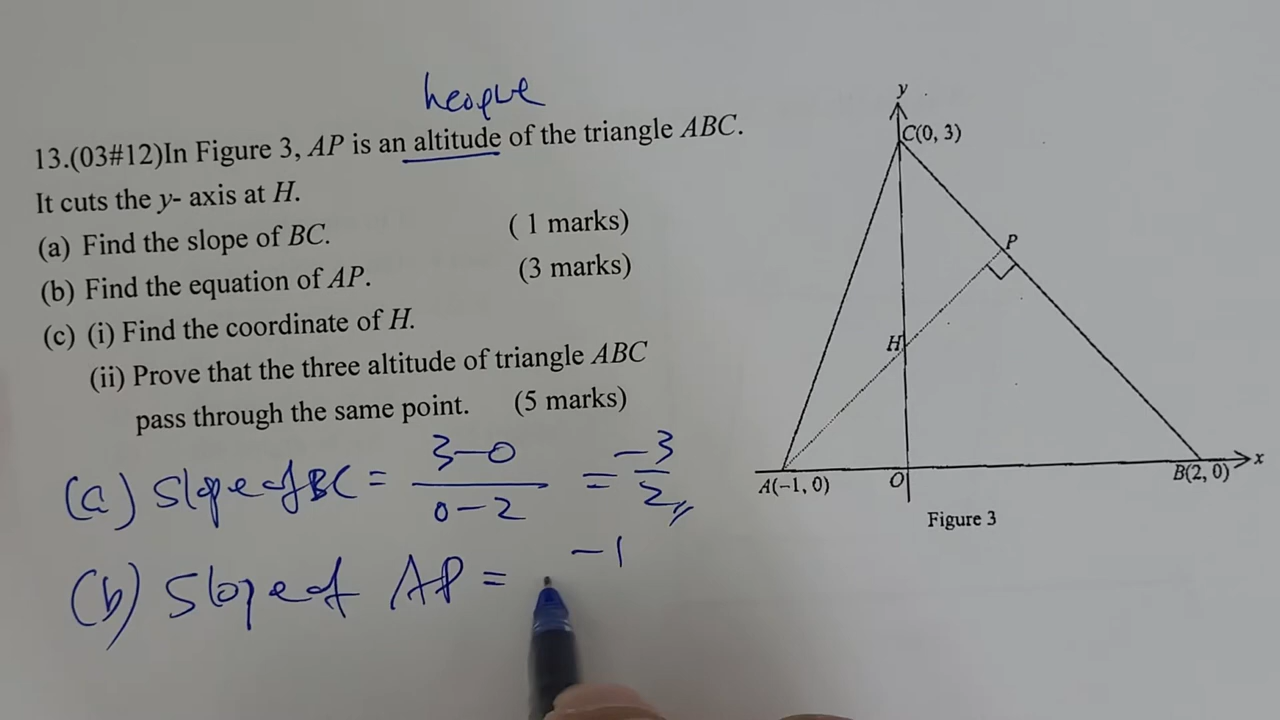 13.(03#12)In Figure 3, AP is an altitude of the triangle ABC.
It cuts the y- axis at H.
(a) Find the slope of BC. ( 1 marks)
(b) Find the equation of AP. (3 marks)
(c) (i) Find the coordinate of H.
(ii) Prove that the three altitude of triangle ABC
pass through the same point. (5 marks)
(a) Slope of BC = 3-0 / 0-2 = -3/2
(b) Slope of AP = -1
y
C(0, 3)
P
H
A(-1, 0)
O
B(2, 0)
x
Figure 3